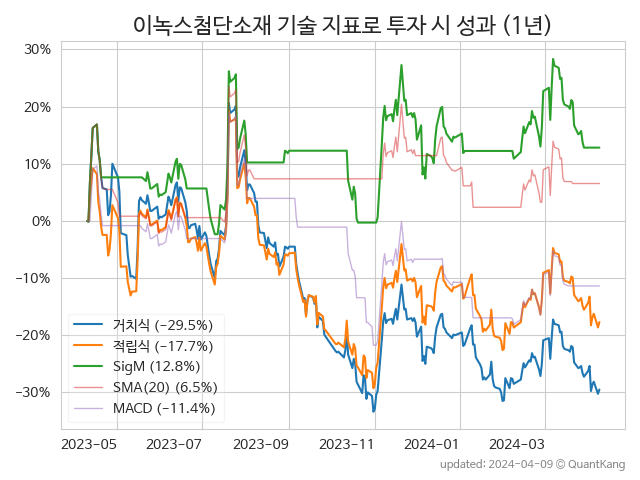 이녹스첨단소재 기술 지표로 투자 시 성과 (1년)
30%
20%
10%
0%
−10%
−20%
−30%
거치식 (−29.5%)
적립식 (−17.7%)
SigM (12.8%)
SMA(20) (6.5%)
MACD (−11.4%)
2023-05 2023-07 2023-09 2023-11 2024-01 2024-03
updated: 2024-04-09 © QuantKang